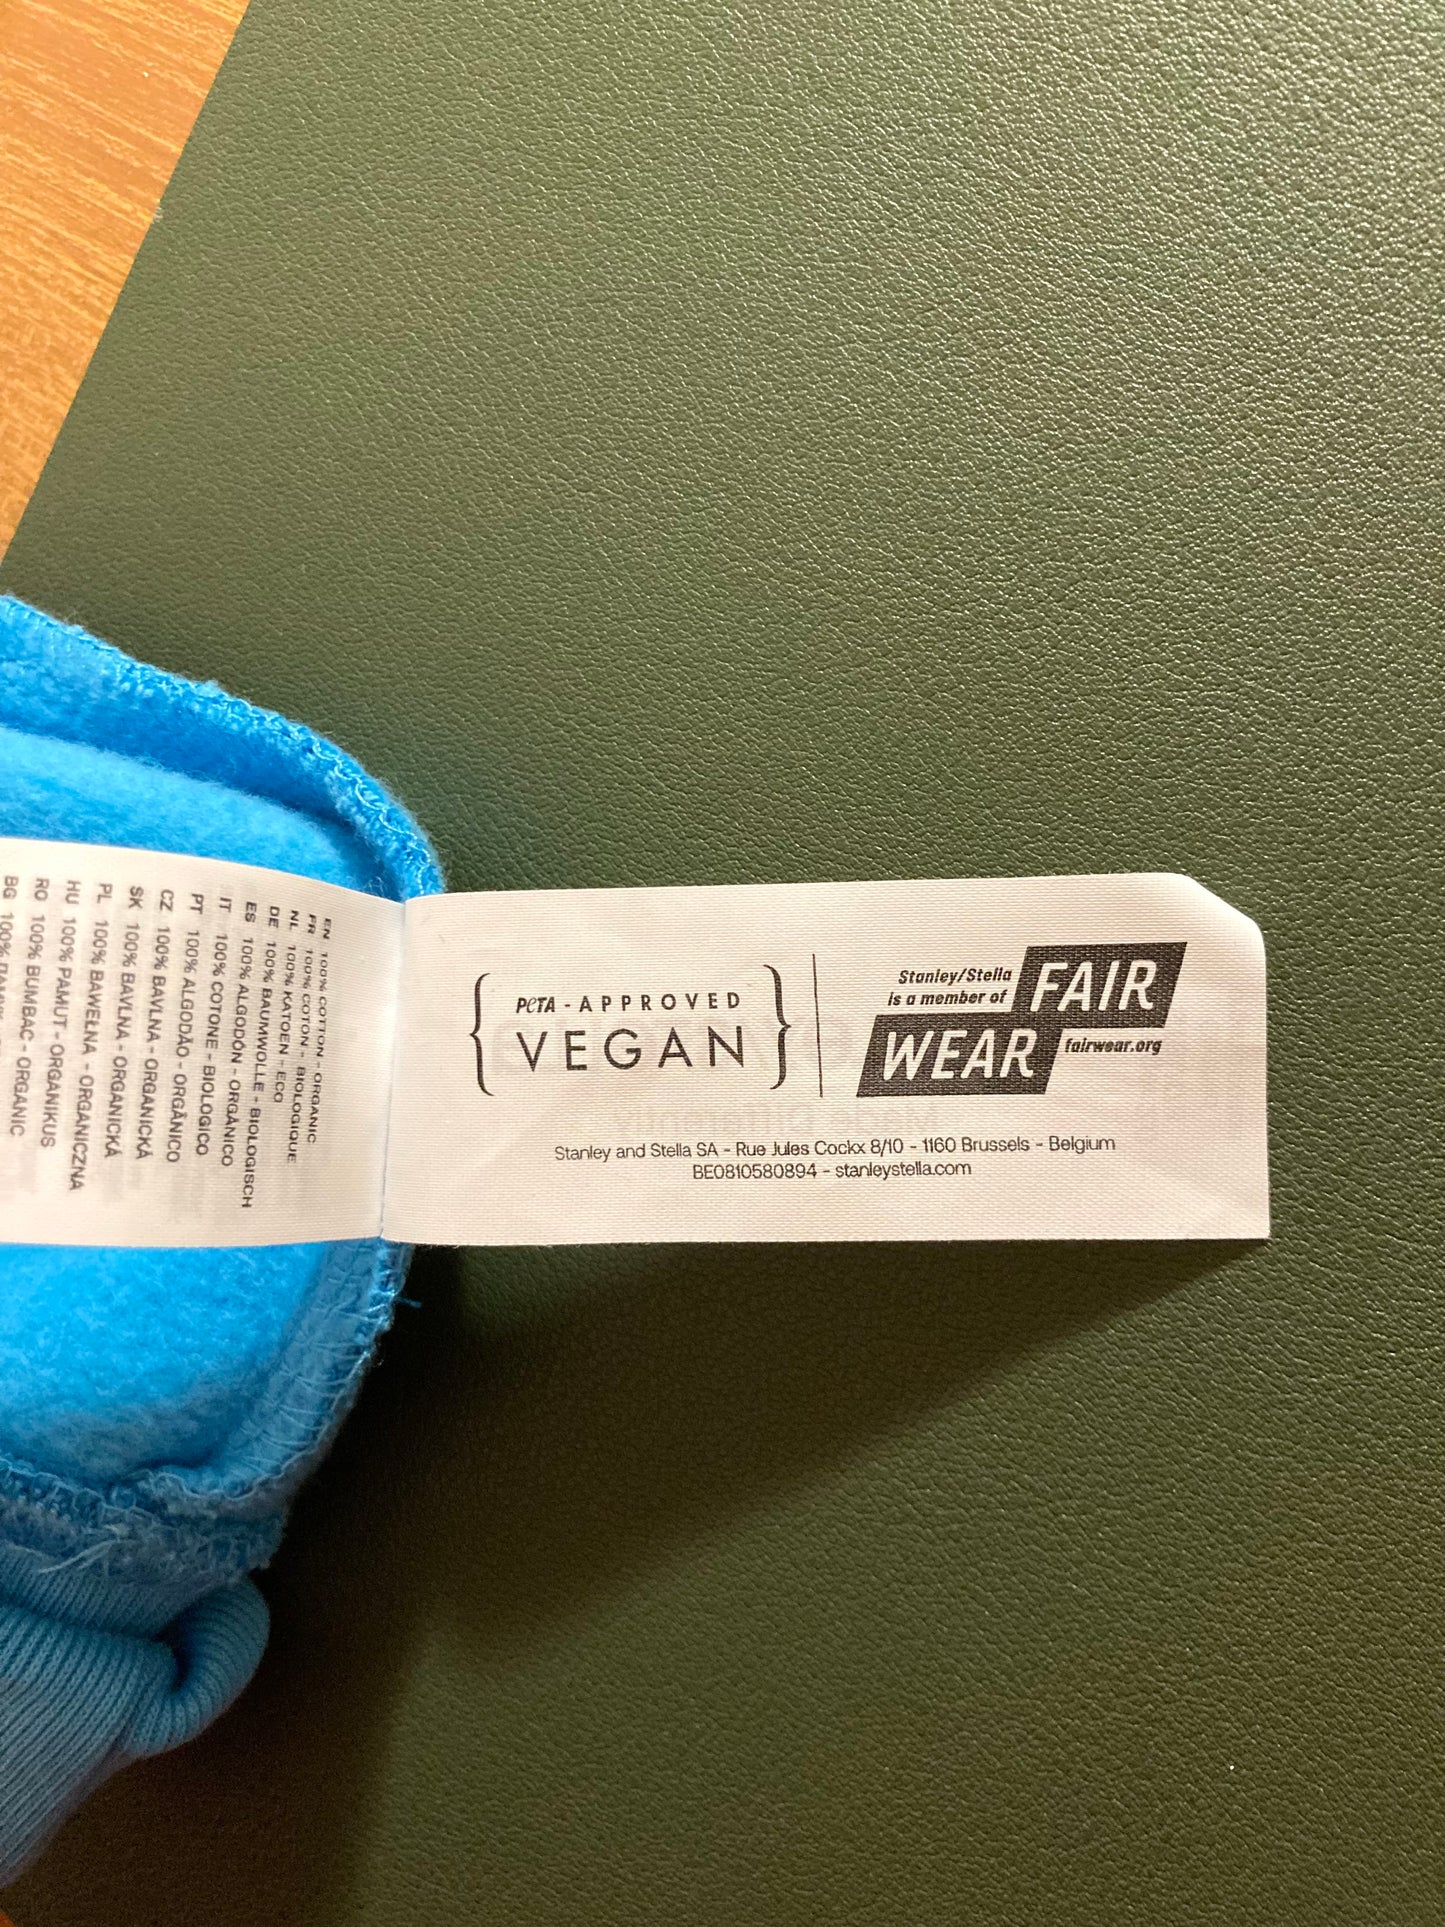 EN 100% COTTON - ORGANIC
FR 100% COTON - BIOLOGIQUE
NL 100% KATOEN - ECO
DE 100% BAUMWOLLE - BIOLOGISCH
ES 100% ALGODÓN - ORGÁNICO
IT 100% COTONE - BIOLOGICO
PT 100% ALGODÃO - ORGÂNICO
CZ 100% BAVLNA - ORGANICKÁ
SK 100% BAVLNA - ORGANICKÁ
PL 100% BAWEŁNA - ORGANICZNA
HU 100% PAMUT - ORGANIKUS
RO 100% BUMBAC - ORGANIC
BG 100%
PETA - APPROVED
VEGAN
Stanley/Stella
is a member of
FAIR
WEAR
fairwear.org
Stanley and Stella SA - Rue Jules Cockx 8/10 - 1160 Brussels - Belgium
BE0810580894 - stanleystella.com